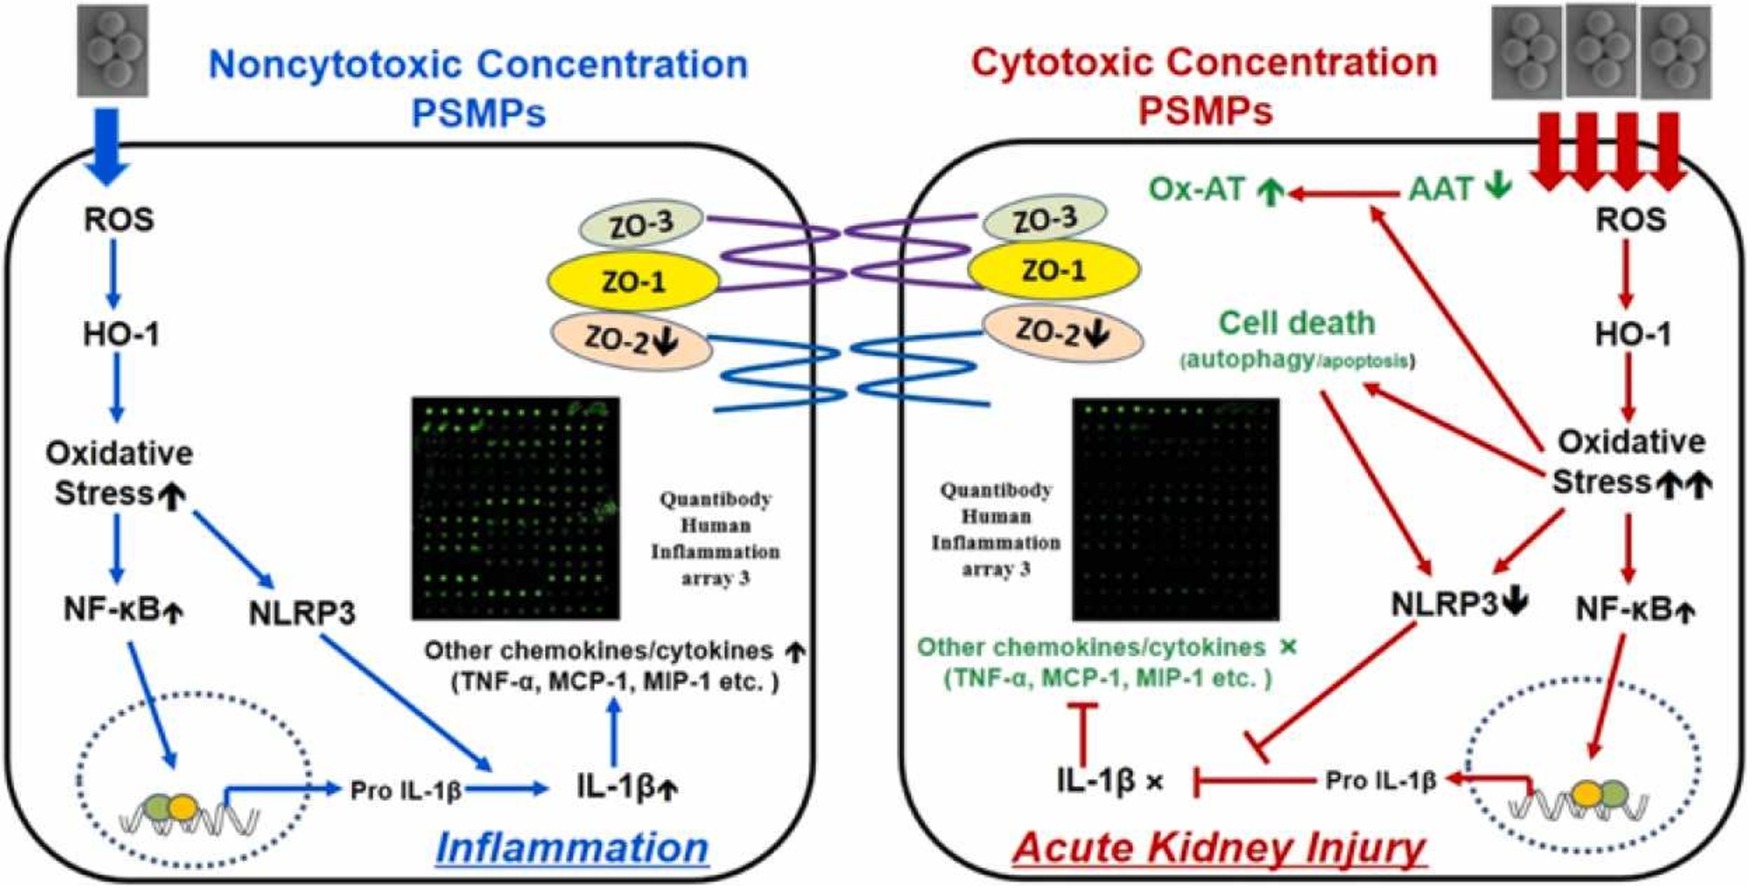 Noncytotoxic Concentration
PSMPs
ROS
HO-1
Oxidative
Stress↑
NF-κB↑
NLRP3
ZO-3
ZO-1
ZO-2↓
Quantibody
Human
Inflammation
array 3
Other chemokines/cytokines ↑
(TNF-α, MCP-1, MIP-1 etc. )
Pro IL-1β
IL-1β↑
Inflammation
Cytotoxic Concentration
PSMPs
Ox-AT ↑
AAT ↓
ROS
ZO-3
ZO-1
ZO-2↓
HO-1
Cell death
(autophagy/apoptosis)
Oxidative
Stress↑↑
Quantibody
Human
Inflammation
array 3
NLRP3↓
NF-κB↑
Other chemokines/cytokines ×
(TNF-α, MCP-1, MIP-1 etc. )
IL-1β ×
Pro IL-1β
Acute Kidney Injury